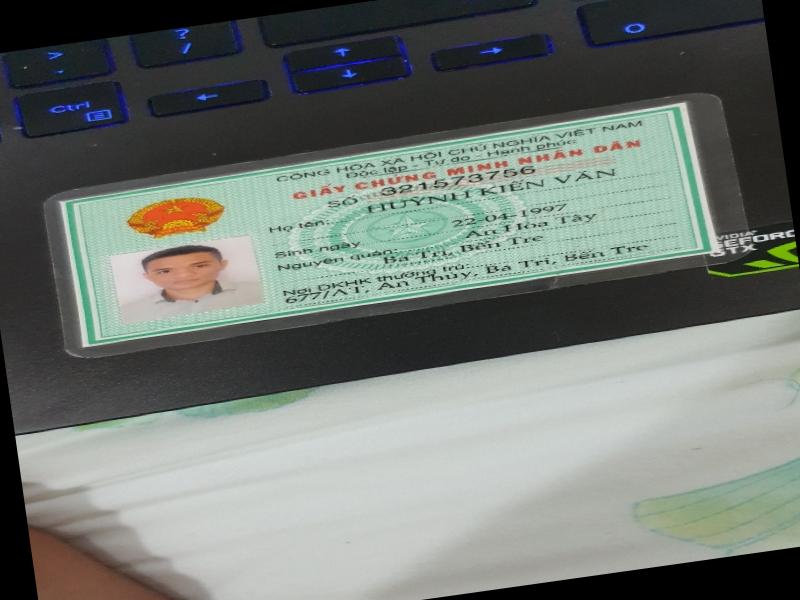 >
.
?
/
Ctrl
CỘNG HÒA XÃ HỘI CHỦ NGHĨA VIỆT NAM
Độc lập - Tự do - Hạnh phúc
GIẤY CHỨNG MINH NHÂN DÂN
SỐ 321573756
Họ tên: HUỲNH KIẾN VĂN
Sinh ngày 22-04-1997
Nguyên quán: An Hòa Tây
Ba Tri, Bến Tre
Nơi ĐKHK thường trú:
677/AT, An Thủy, Ba Tri, Bến Tre
NVIDIA
GEFORCE
GTX